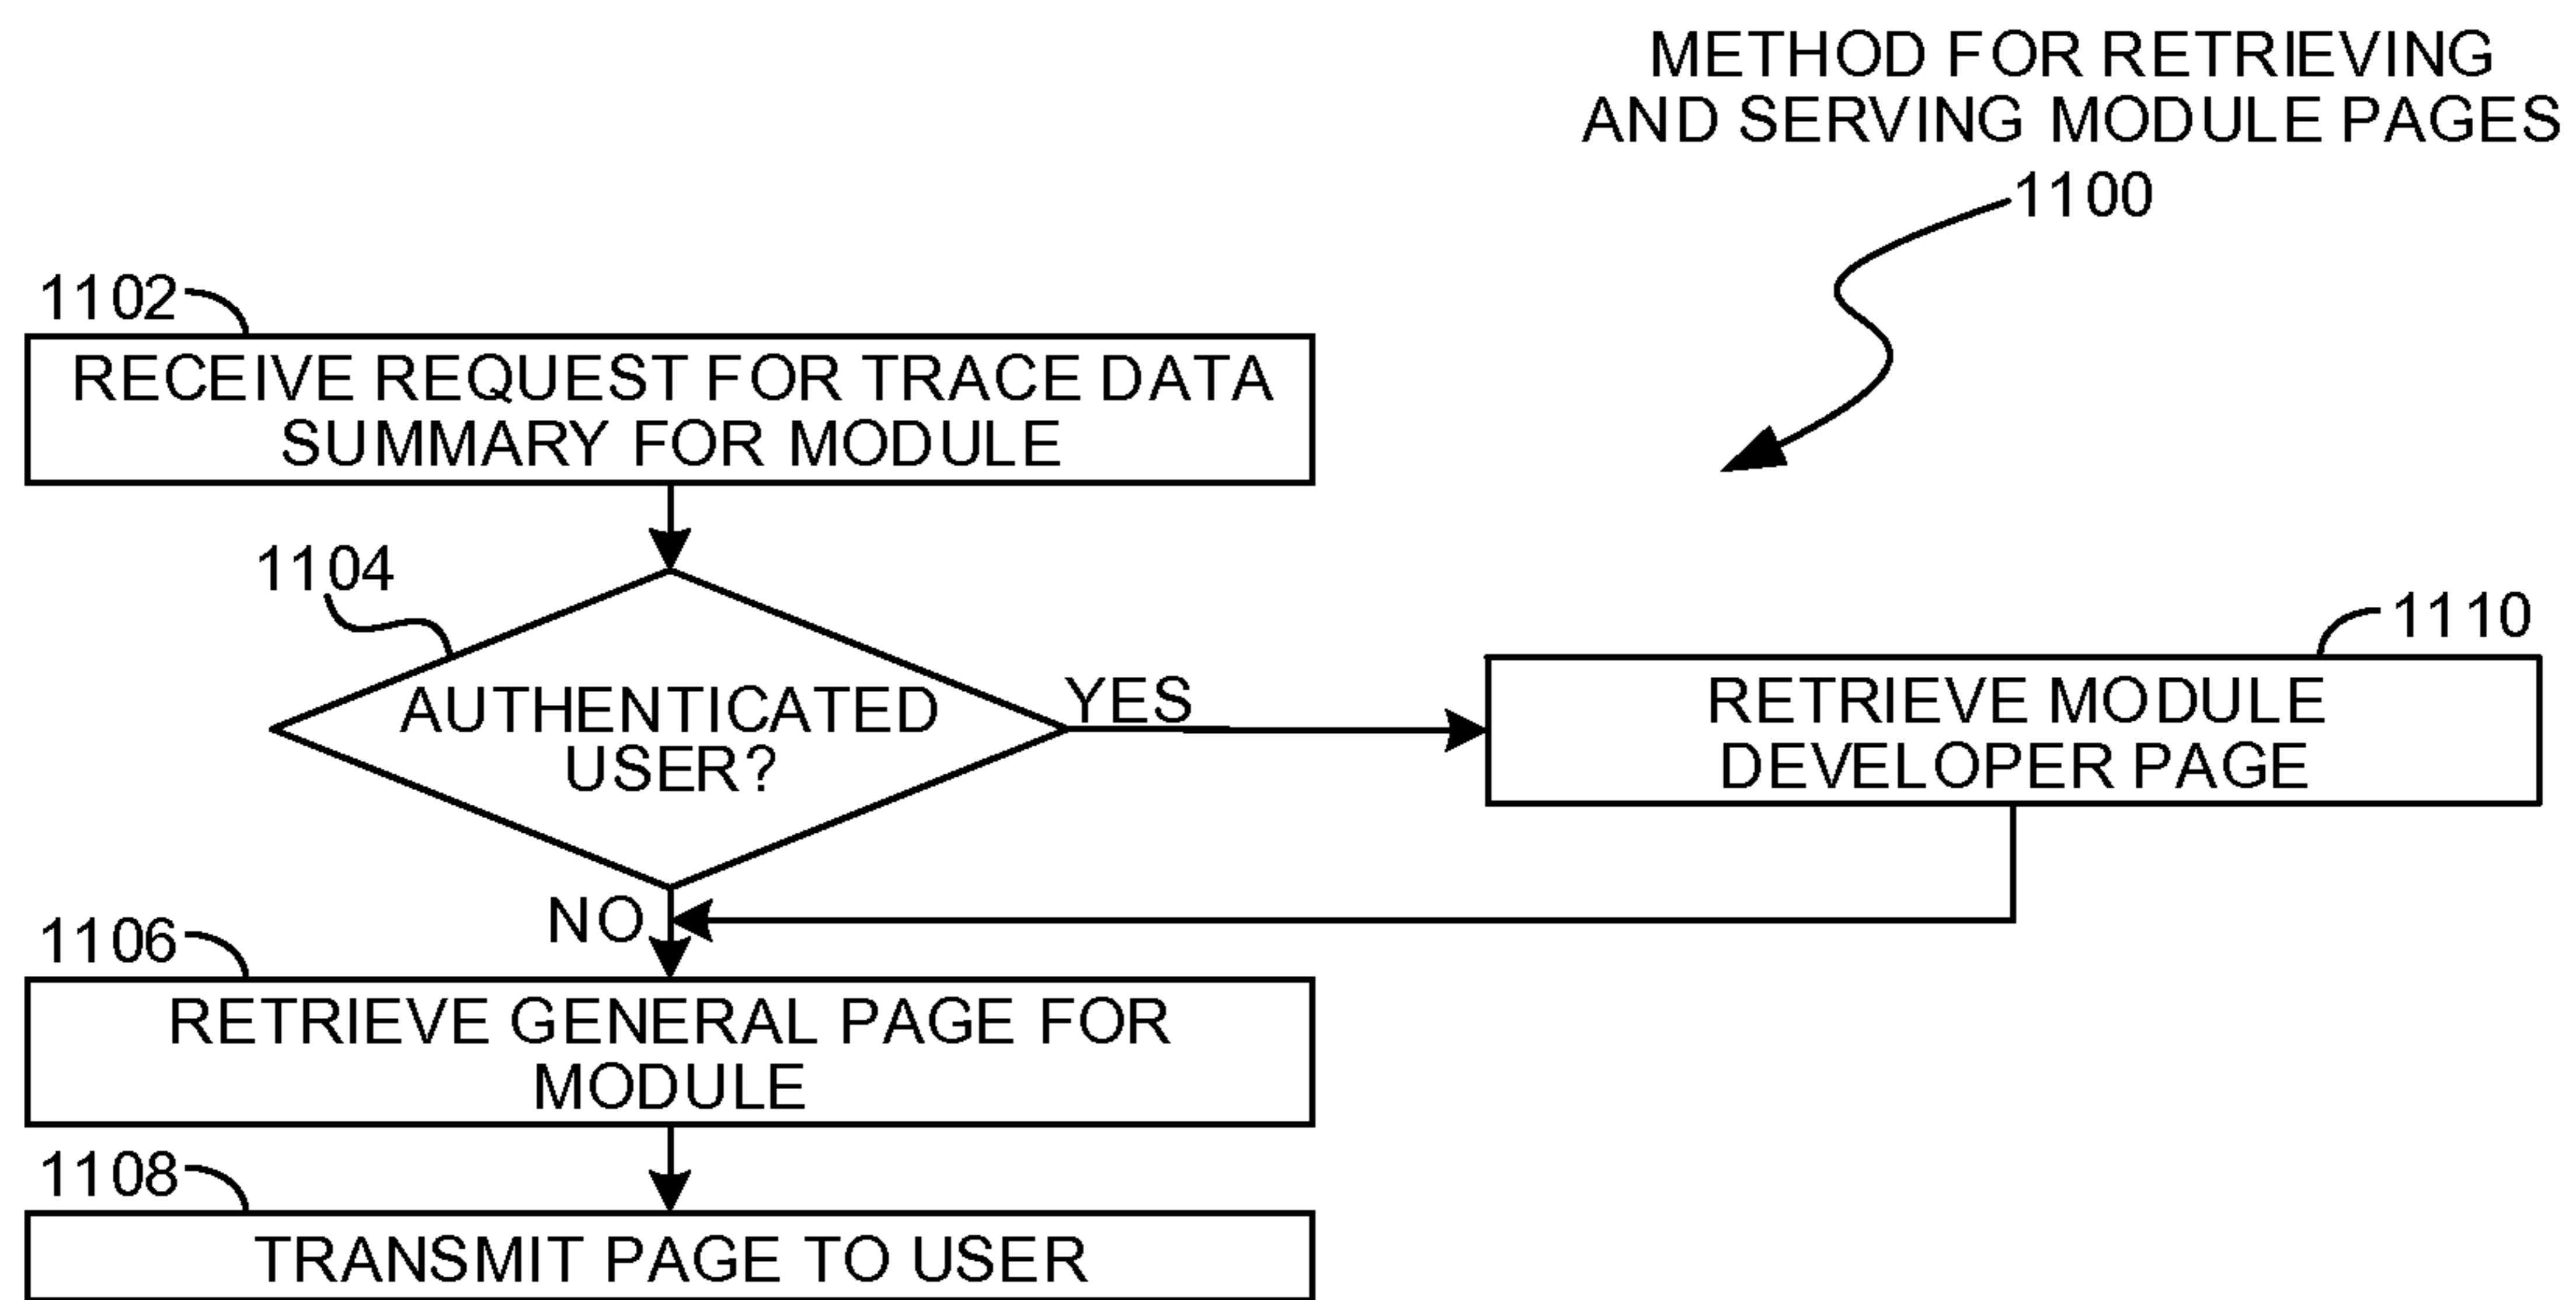 METHOD FOR RETRIEVING
AND SERVING MODULE PAGES
1100
1102
RECEIVE REQUEST FOR TRACE DATA
SUMMARY FOR MODULE
1104
AUTHENTICATED
USER?
YES
1110
RETRIEVE MODULE
DEVELOPER PAGE
NO
1106
RETRIEVE GENERAL PAGE FOR
MODULE
1108
TRANSMIT PAGE TO USER